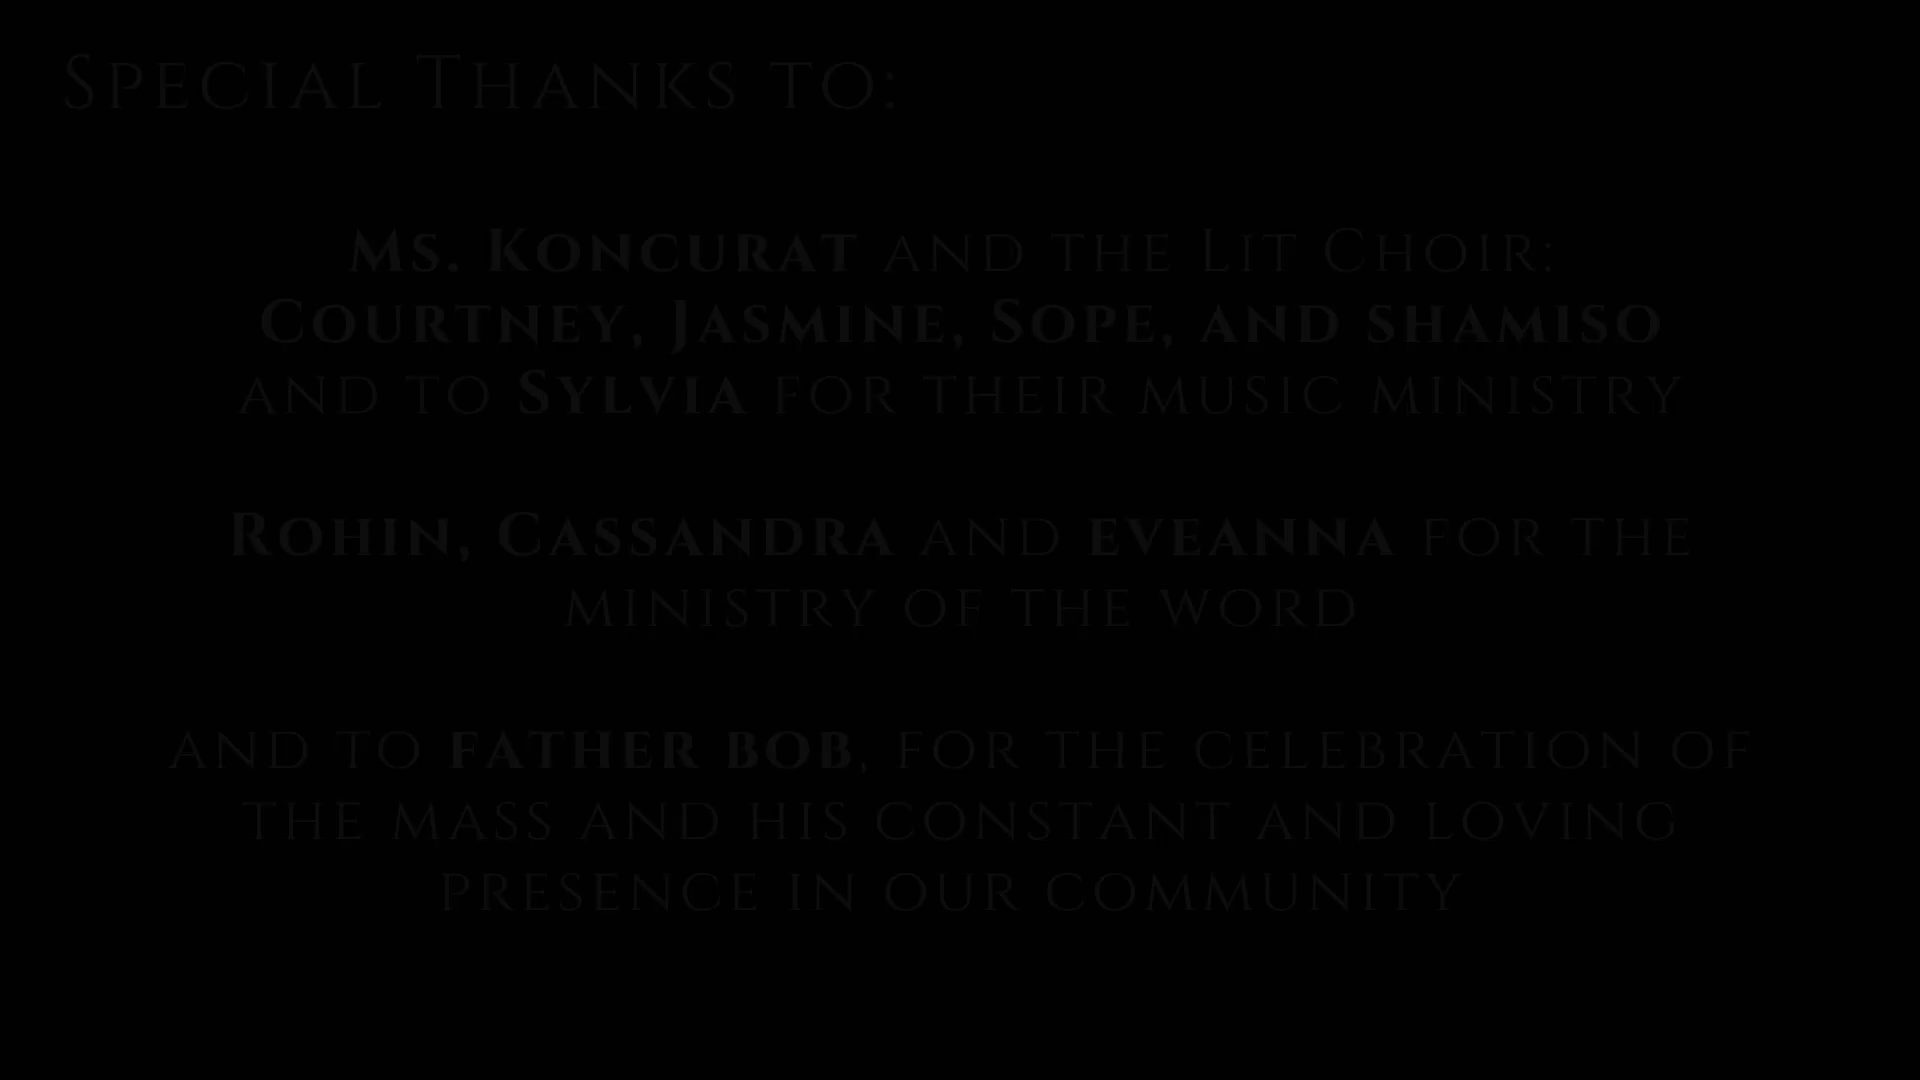 Special Thanks to:
Ms. Koncurat and the Lit Choir:
Courtney, Jasmine, Sope, and shamiso
and to Sylvia for their music ministry
Rohin, Cassandra and eveanna for the
ministry of the word
and to father bob, for the celebration of
the mass and his constant and loving
presence in our community